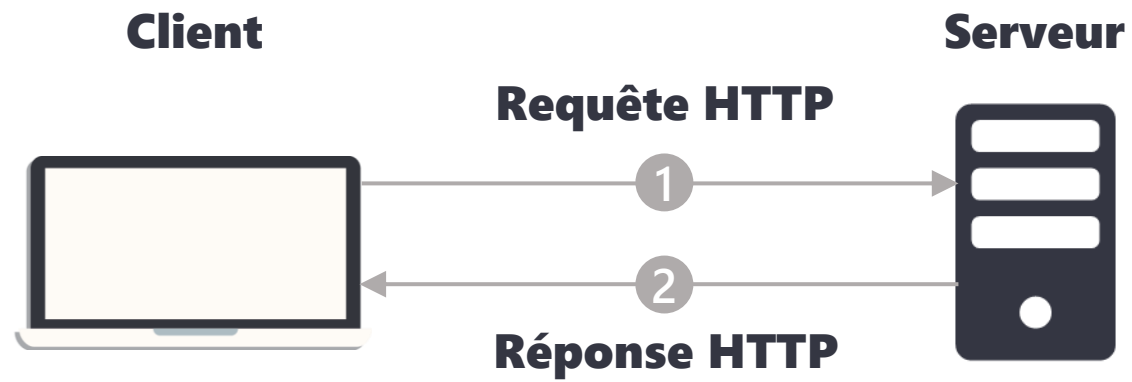 Client
Serveur
Requête HTTP
1
2
Réponse HTTP